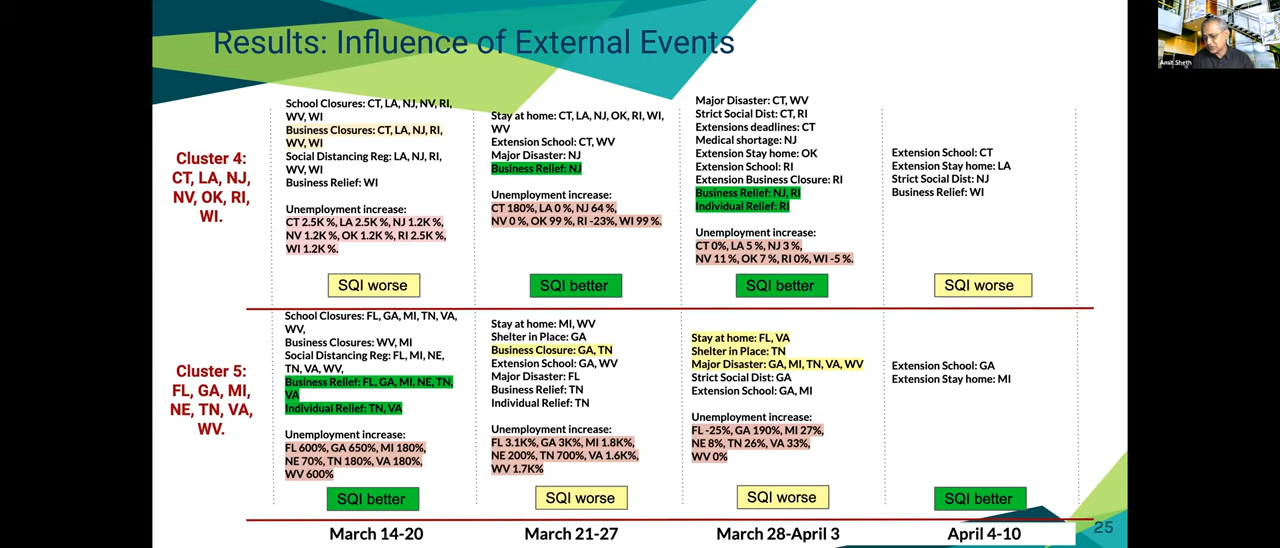 Results: Influence of External Events
Amit Sheth
Cluster 4:
CT, LA, NJ,
NV, OK, RI,
WI.
School Closures: CT, LA, NJ, NV, RI,
WV, WI
Business Closures: CT, LA, NJ, RI,
WV, WI
Social Distancing Reg: LA, NJ, RI,
WV, WI
Business Relief: WI
Unemployment increase:
CT 2.5K %, LA 2.5K %, NJ 1.2K %,
NV 1.2K %, OK 1.2K %, RI 2.5K %,
WI 1.2K %.
SQI worse
Stay at home: CT, LA, NJ, OK, RI, WI,
WV
Extension School: CT, WV
Major Disaster: NJ
Business Relief: NJ
Unemployment increase:
CT 180%, LA 0 %, NJ 64 %,
NV 0 %, OK 99 %, RI -23%, WI 99 %.
SQI better
Major Disaster: CT, WV
Strict Social Dist: CT, RI
Extensions deadlines: CT
Medical shortage: NJ
Extension Stay home: OK
Extension School: RI
Extension Business Closure: RI
Business Relief: NJ, RI
Individual Relief: RI
Unemployment increase:
CT 0%, LA 5 %, NJ 3 %,
NV 11 %, OK 7 %, RI 0%, WI -5 %.
SQI better
Extension School: CT
Extension Stay home: LA
Strict Social Dist: NJ
Business Relief: WI
SQI worse
Cluster 5:
FL, GA, MI,
NE, TN, VA,
WV.
School Closures: FL, GA, MI, TN, VA,
WV,
Business Closures: WV, MI
Social Distancing Reg: FL, MI, NE,
TN, VA, WV,
Business Relief: FL, GA, MI, NE, TN,
VA
Individual Relief: TN, VA
Unemployment increase:
FL 600%, GA 650%, MI 180%,
NE 70%, TN 180%, VA 180%,
WV 600%
SQI better
Stay at home: MI, WV
Shelter in Place: GA
Business Closure: GA, TN
Extension School: GA, WV
Major Disaster: FL
Business Relief: TN
Individual Relief: TN
Unemployment increase:
FL 3.1K%, GA 3K%, MI 1.8K%,
NE 200%, TN 700%, VA 1.6K%,
WV 1.7K%
SQI worse
Stay at home: FL, VA
Shelter in Place: TN
Major Disaster: GA, MI, TN, VA, WV
Strict Social Dist: GA
Extension School: GA, MI
Unemployment increase:
FL -25%, GA 190%, MI 27%,
NE 8%, TN 26%, VA 33%,
WV 0%
SQI worse
Extension School: GA
Extension Stay home: MI
SQI better
March 14-20
March 21-27
March 28-April 3
April 4-10
25